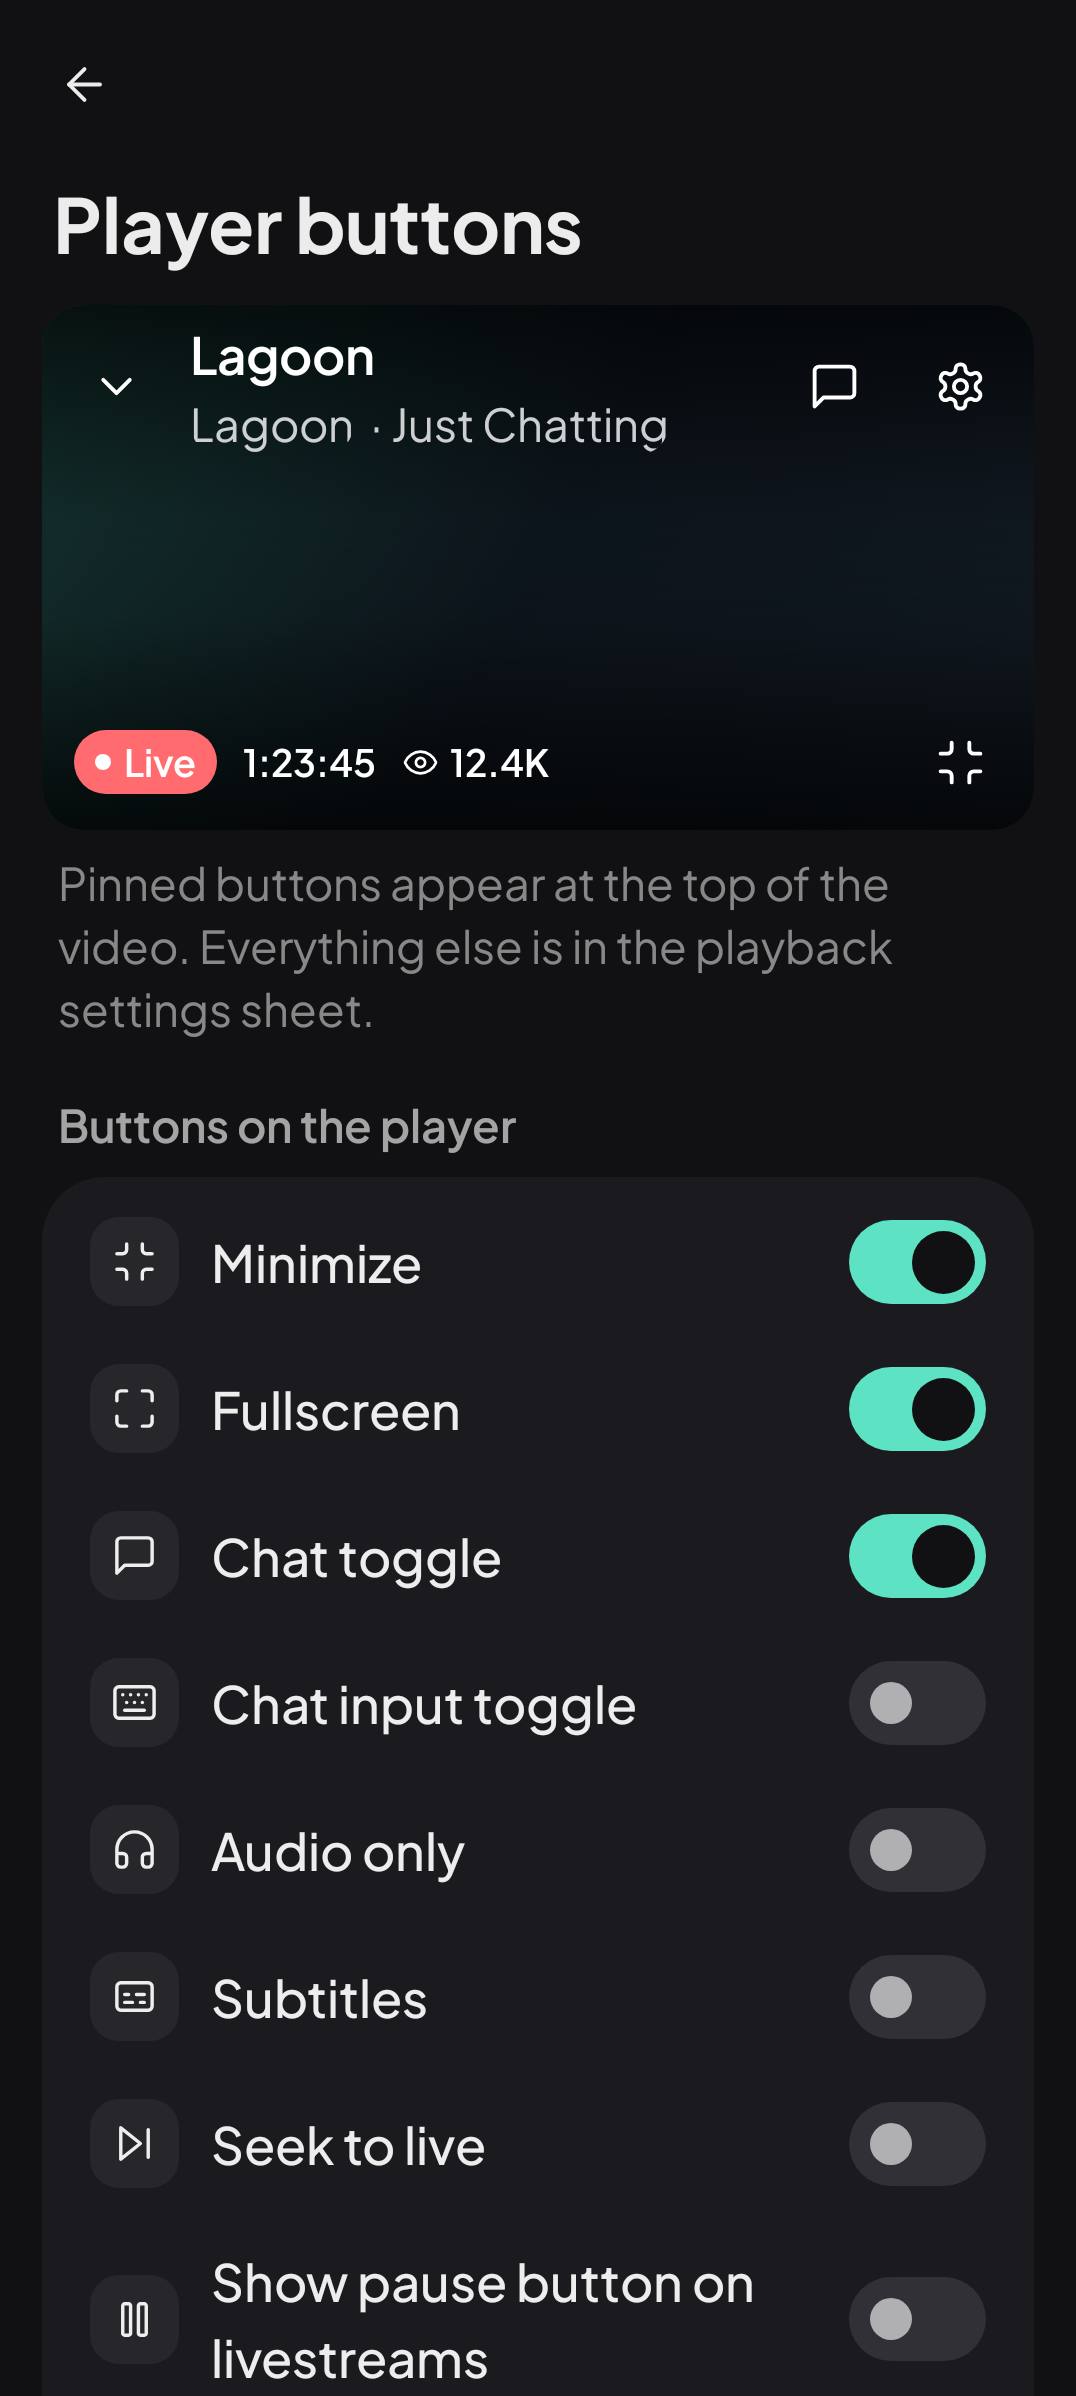 Player buttons
Lagoon
Lagoon · Just Chatting
Live 1:23:45 12.4K
Pinned buttons appear at the top of the
video. Everything else is in the playback
settings sheet.
Buttons on the player
Minimize
Fullscreen
Chat toggle
Chat input toggle
Audio only
Subtitles
Seek to live
Show pause button on
livestreams